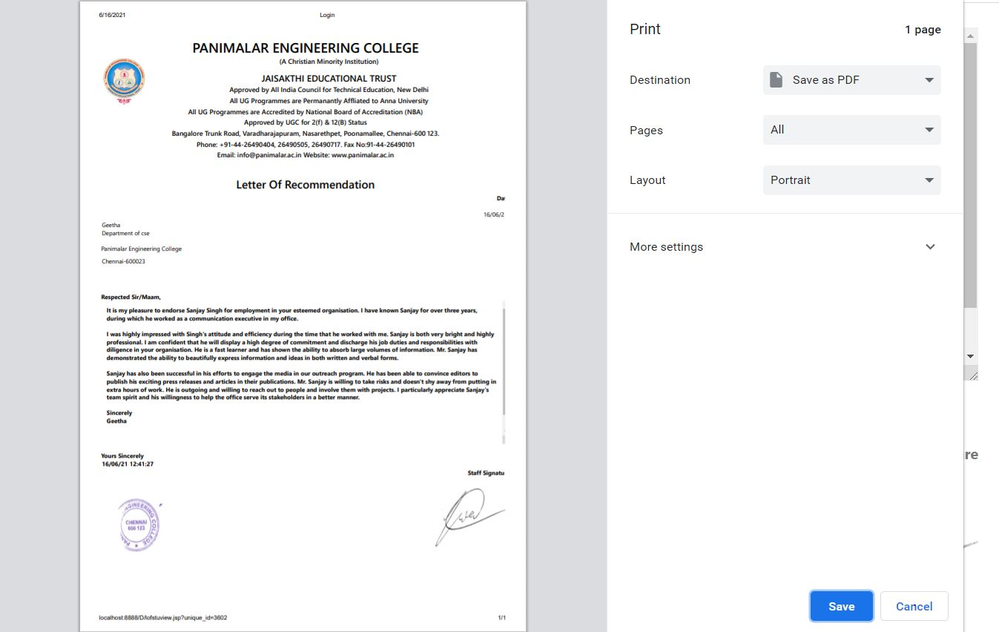 6/16/2021
Login
PANIMALAR ENGINEERING COLLEGE
(A Christian Minority Institution)
JAISAKTHI EDUCATIONAL TRUST
Approved by All India Council for Technical Education, New Delhi
All UG Programmes are Permanantly Affliated to Anna University
All UG Programmes are Accredited by National Board of Accreditation (NBA)
Approved by UGC for 2(f) & 12(B) Status
Bangalore Trunk Road, Varadharajapuram, Nasarethpet, Poonamallee, Chennai-600 123.
Phone: +91-44-26490404, 26490505, 26490717. Fax No:91-44-26490101
Email: info@panimalar.ac.in Website: www.panimalar.ac.in
Letter Of Recommendation
Da
16/06/2
Geetha
Department of cse
Panimalar Engineering College
Chennai-600023
Respected Sir/Maam,
It is my pleasure to endorse Sanjay Singh for employment in your esteemed organisation. I have known Sanjay for over three years,
during which he worked as a communication executive in my office.
I was highly impressed with Singh's attitude and efficiency during the time that he worked with me. Sanjay is both very bright and highly
professional. I am confident that he will display a high degree of commitment and discharge his job duties and responsibilities with
diligence in your organisation. He is a fast learner and has shown the ability to absorb large volumes of information. Mr. Sanjay has
demonstrated the ability to beautifully express information and ideas in both written and verbal forms.
Sanjay has also been successful in his efforts to engage the media in our outreach program. He has been able to convince editors to
publish his exciting press releases and articles in their publications. Mr. Sanjay is willing to take risks and doesn't shy away from putting in
extra hours of work. He is outgoing and willing to reach out to people and involve them with projects. I particularly appreciate Sanjay's
team spirit and his willingness to help the office serve its stakeholders in a better manner.
Sincerely
Geetha
Yours Sincerely
16/06/21 12:41:27
Staff Signatu
GINEERING COLLEGE
CHENNAI
600 123
localhost:8888/D/lofstuview.jsp?unique_id=3602
1/1
Print
1 page
Destination
Save as PDF
Pages
All
Layout
Portrait
More settings
re
Save
Cancel